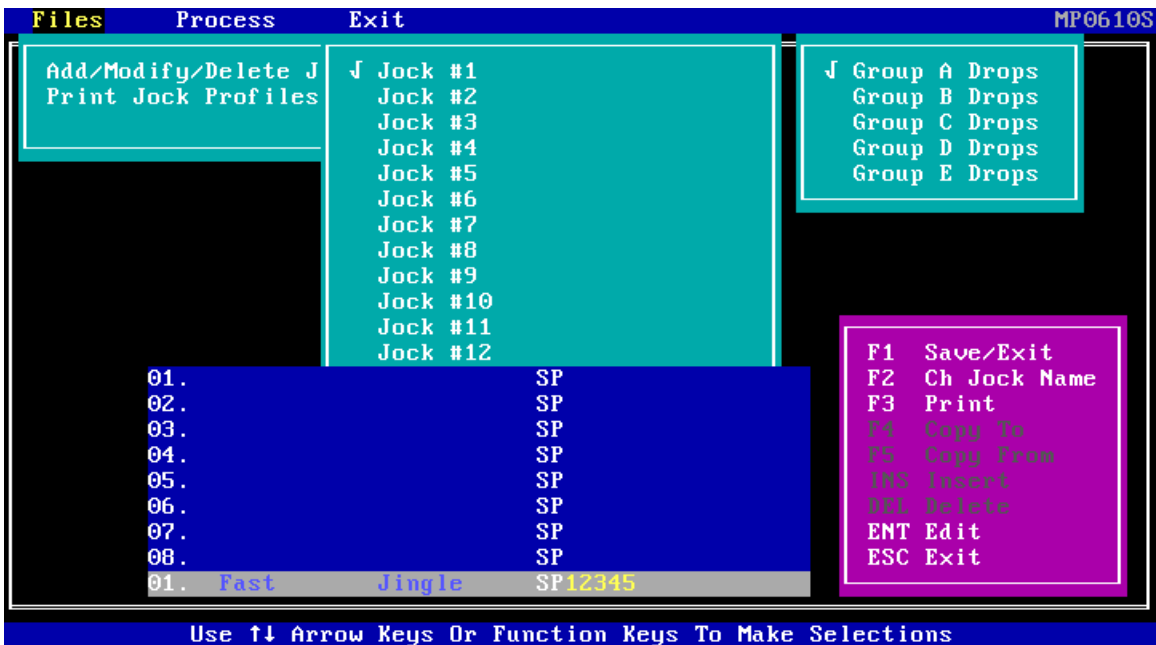 Files Process Exit MP0610S
Add/Modify/Delete J
Print Jock Profiles
√ Jock #1
Jock #2
Jock #3
Jock #4
Jock #5
Jock #6
Jock #7
Jock #8
Jock #9
Jock #10
Jock #11
Jock #12
√ Group A Drops
Group B Drops
Group C Drops
Group D Drops
Group E Drops
01. SP
02. SP
03. SP
04. SP
05. SP
06. SP
07. SP
08. SP
01. Fast Jingle SP12345
F1 Save/Exit
F2 Ch Jock Name
F3 Print
F4 Copy To
F5 Copy From
INS Insert
DEL Delete
ENT Edit
ESC Exit
Use ↑↓ Arrow Keys Or Function Keys To Make Selections